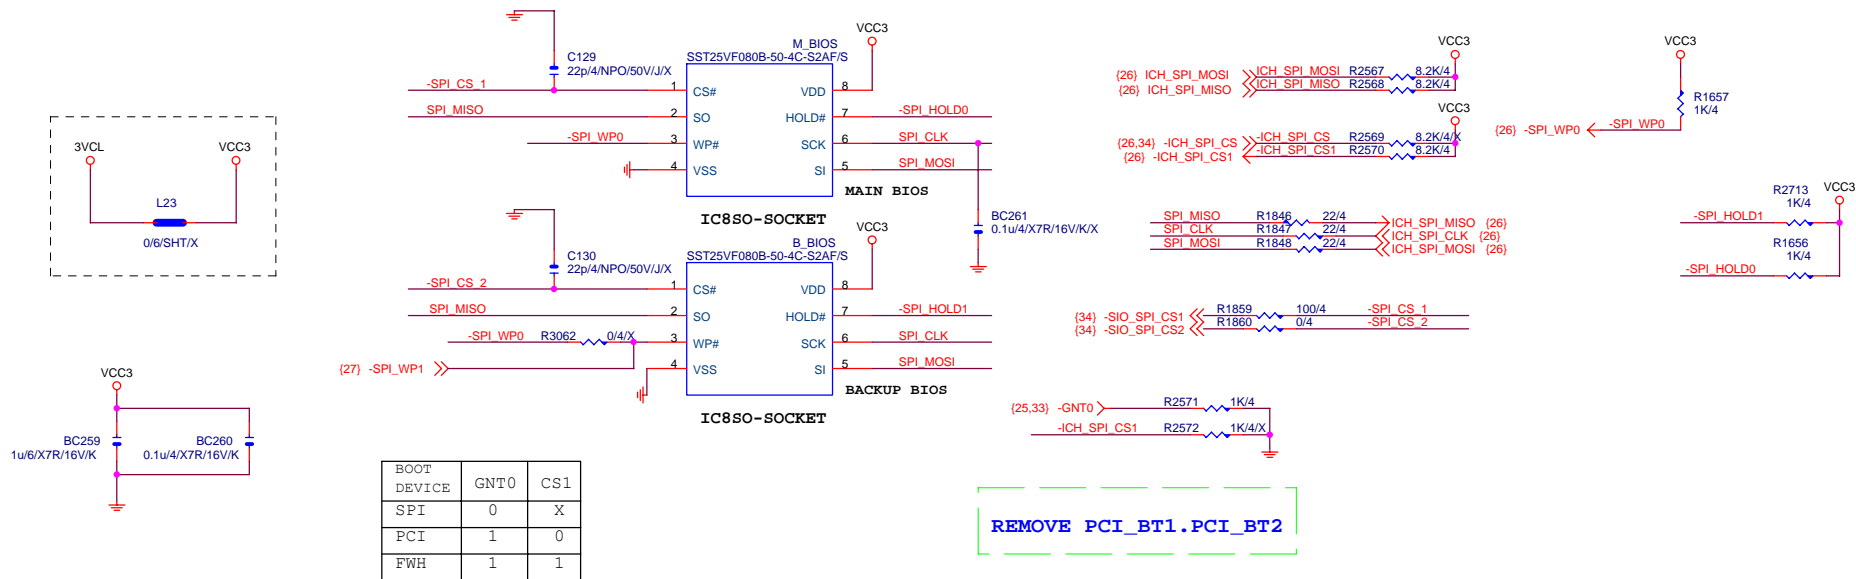 3VCL
VCC3
L23
0/6/SHT/X
VCC3
BC259
1u/6/X7R/16V/K
BC260
0.1u/4/X7R/16V/K
C129
22p/4/NPO/50V/J/X
M_BIOS
SST25VF080B-50-4C-S2AF/S
VCC3
-SPI_CS_1
1
CS#
VDD
8
SPI_MISO
2
SO
HOLD#
7
-SPI_HOLD0
-SPI_WP0
3
WP#
SCK
6
SPI_CLK
4
VSS
SI
5
SPI_MOSI
MAIN BIOS
IC8SO-SOCKET
BC261
0.1u/4/X7R/16V/K/X
C130
22p/4/NPO/50V/J/X
B_BIOS
SST25VF080B-50-4C-S2AF/S
VCC3
-SPI_CS_2
1
CS#
VDD
8
SPI_MISO
2
SO
HOLD#
7
-SPI_HOLD1
-SPI_WP0
R3062
0/4/X
3
WP#
SCK
6
SPI_CLK
{27} -SPI_WP1
4
VSS
SI
5
SPI_MOSI
BACKUP BIOS
IC8SO-SOCKET
BOOT
DEVICE
GNT0
CS1
SPI
0
X
PCI
1
0
FWH
1
1
VCC3
{26} ICH_SPI_MOSI
ICH_SPI_MOSI
R2567
8.2K/4
{26} ICH_SPI_MISO
ICH_SPI_MISO
R2568
8.2K/4
VCC3
{26,34} -ICH_SPI_CS
-ICH_SPI_CS
R2569
8.2K/4/X
{26} -ICH_SPI_CS1
-ICH_SPI_CS1
R2570
8.2K/4
SPI_MISO
R1846
22/4
ICH_SPI_MISO {26}
SPI_CLK
R1847
22/4
ICH_SPI_CLK {26}
SPI_MOSI
R1848
22/4
ICH_SPI_MOSI {26}
{34} -SIO_SPI_CS1
R1859
100/4
-SPI_CS_1
{34} -SIO_SPI_CS2
R1860
0/4
-SPI_CS_2
{25,33} -GNT0
R2571
1K/4
-ICH_SPI_CS1
R2572
1K/4/X
REMOVE PCI_BT1.PCI_BT2
VCC3
R1657
1K/4
{26} -SPI_WP0
-SPI_WP0
R2713
1K/4
VCC3
-SPI_HOLD1
R1656
1K/4
-SPI_HOLD0